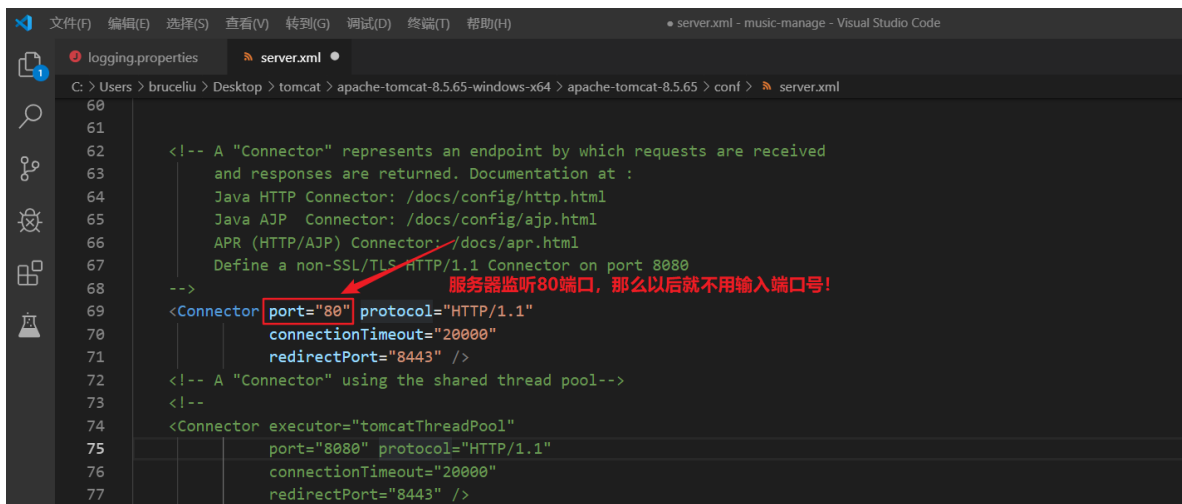 文件(F) 编辑(E) 选择(S) 查看(V) 转到(G) 调试(D) 终端(T) 帮助(H) ● server.xml - music-manage - Visual Studio Code
logging.properties server.xml ●
C: > Users > bruceliu > Desktop > tomcat > apache-tomcat-8.5.65-windows-x64 > apache-tomcat-8.5.65 > conf > server.xml
1
60
61
62 <!-- A "Connector" represents an endpoint by which requests are received
63 and responses are returned. Documentation at :
64 Java HTTP Connector: /docs/config/http.html
65 Java AJP  Connector: /docs/config/ajp.html
66 APR (HTTP/AJP) Connector: /docs/apr.html
67 Define a non-SSL/TLS HTTP/1.1 Connector on port 8080
68 -->
服务器监听80端口，那么以后就不用输入端口号！
69 <Connector port="80" protocol="HTTP/1.1"
70 connectionTimeout="20000"
71 redirectPort="8443" />
72 <!-- A "Connector" using the shared thread pool-->
73 <!--
74 <Connector executor="tomcatThreadPool"
75 port="8080" protocol="HTTP/1.1"
76 connectionTimeout="20000"
77 redirectPort="8443" />